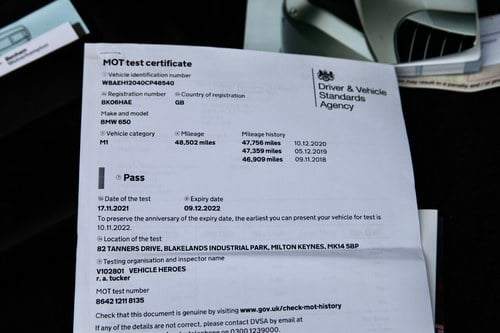 MOT test certificate
Driver & Vehicle
Standards
Agency
Vehicle identification number
WBAEH12040CP48540
Registration number
Country of registration
BK06HAE
GB
Make and model
BMW 650
Vehicle category
Mileage
Mileage history
M1
48,502 miles
47,756 miles 10.12.2020
47,359 miles 05.12.2019
46,909 miles 09.11.2018
Pass
Date of the test
Expiry date
17.11.2021
09.12.2022
To preserve the anniversary of the expiry date, the earliest you can present your vehicle for test is
10.11.2022.
Location of the test
82 TANNERS DRIVE, BLAKELANDS INDUSTRIAL PARK, MILTON KEYNES, MK14 5BP
Testing organisation and inspector name
V102801 VEHICLE HEROES
r. a. tucker
MOT test number
8642 1211 8135
Check that this document is genuine by visiting www.gov.uk/check-mot-history
If any of the details are not correct, please contact DVSA by email at
0300 1239000.
may result in a penalty and